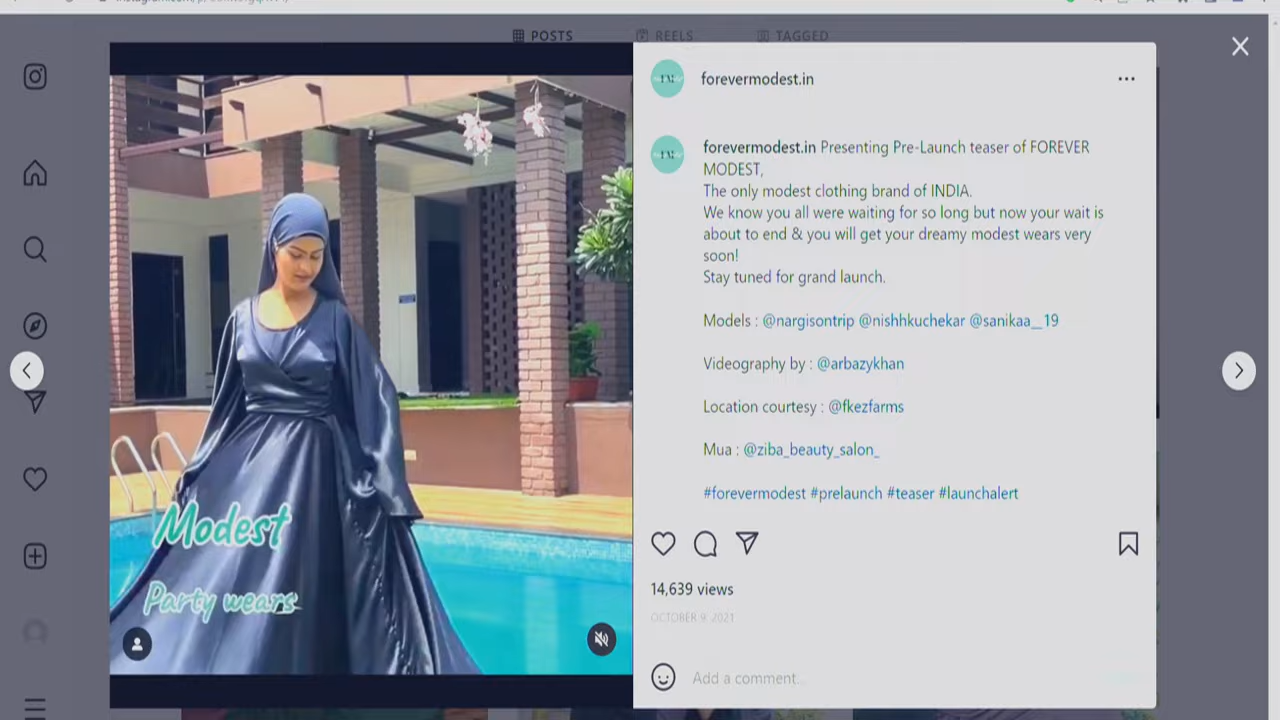 POSTS REELS TAGGED
forevermodest.in
forevermodest.in Presenting Pre-Launch teaser of FOREVER
MODEST,
The only modest clothing brand of INDIA.
We know you all were waiting for so long but now your wait is
about to end & you will get your dreamy modest wears very
soon!
Stay tuned for grand launch.
Models : @nargisontrip @nishhkuchekar @sanikaa__19
Videography by : @arbazykhan
Location courtesy : @fkezfarms
Mua : @ziba_beauty_salon_
#forevermodest #prelaunch #teaser #launchalert
14,639 views
OCTOBER 9, 2021
Add a comment...
Modest
Party wears